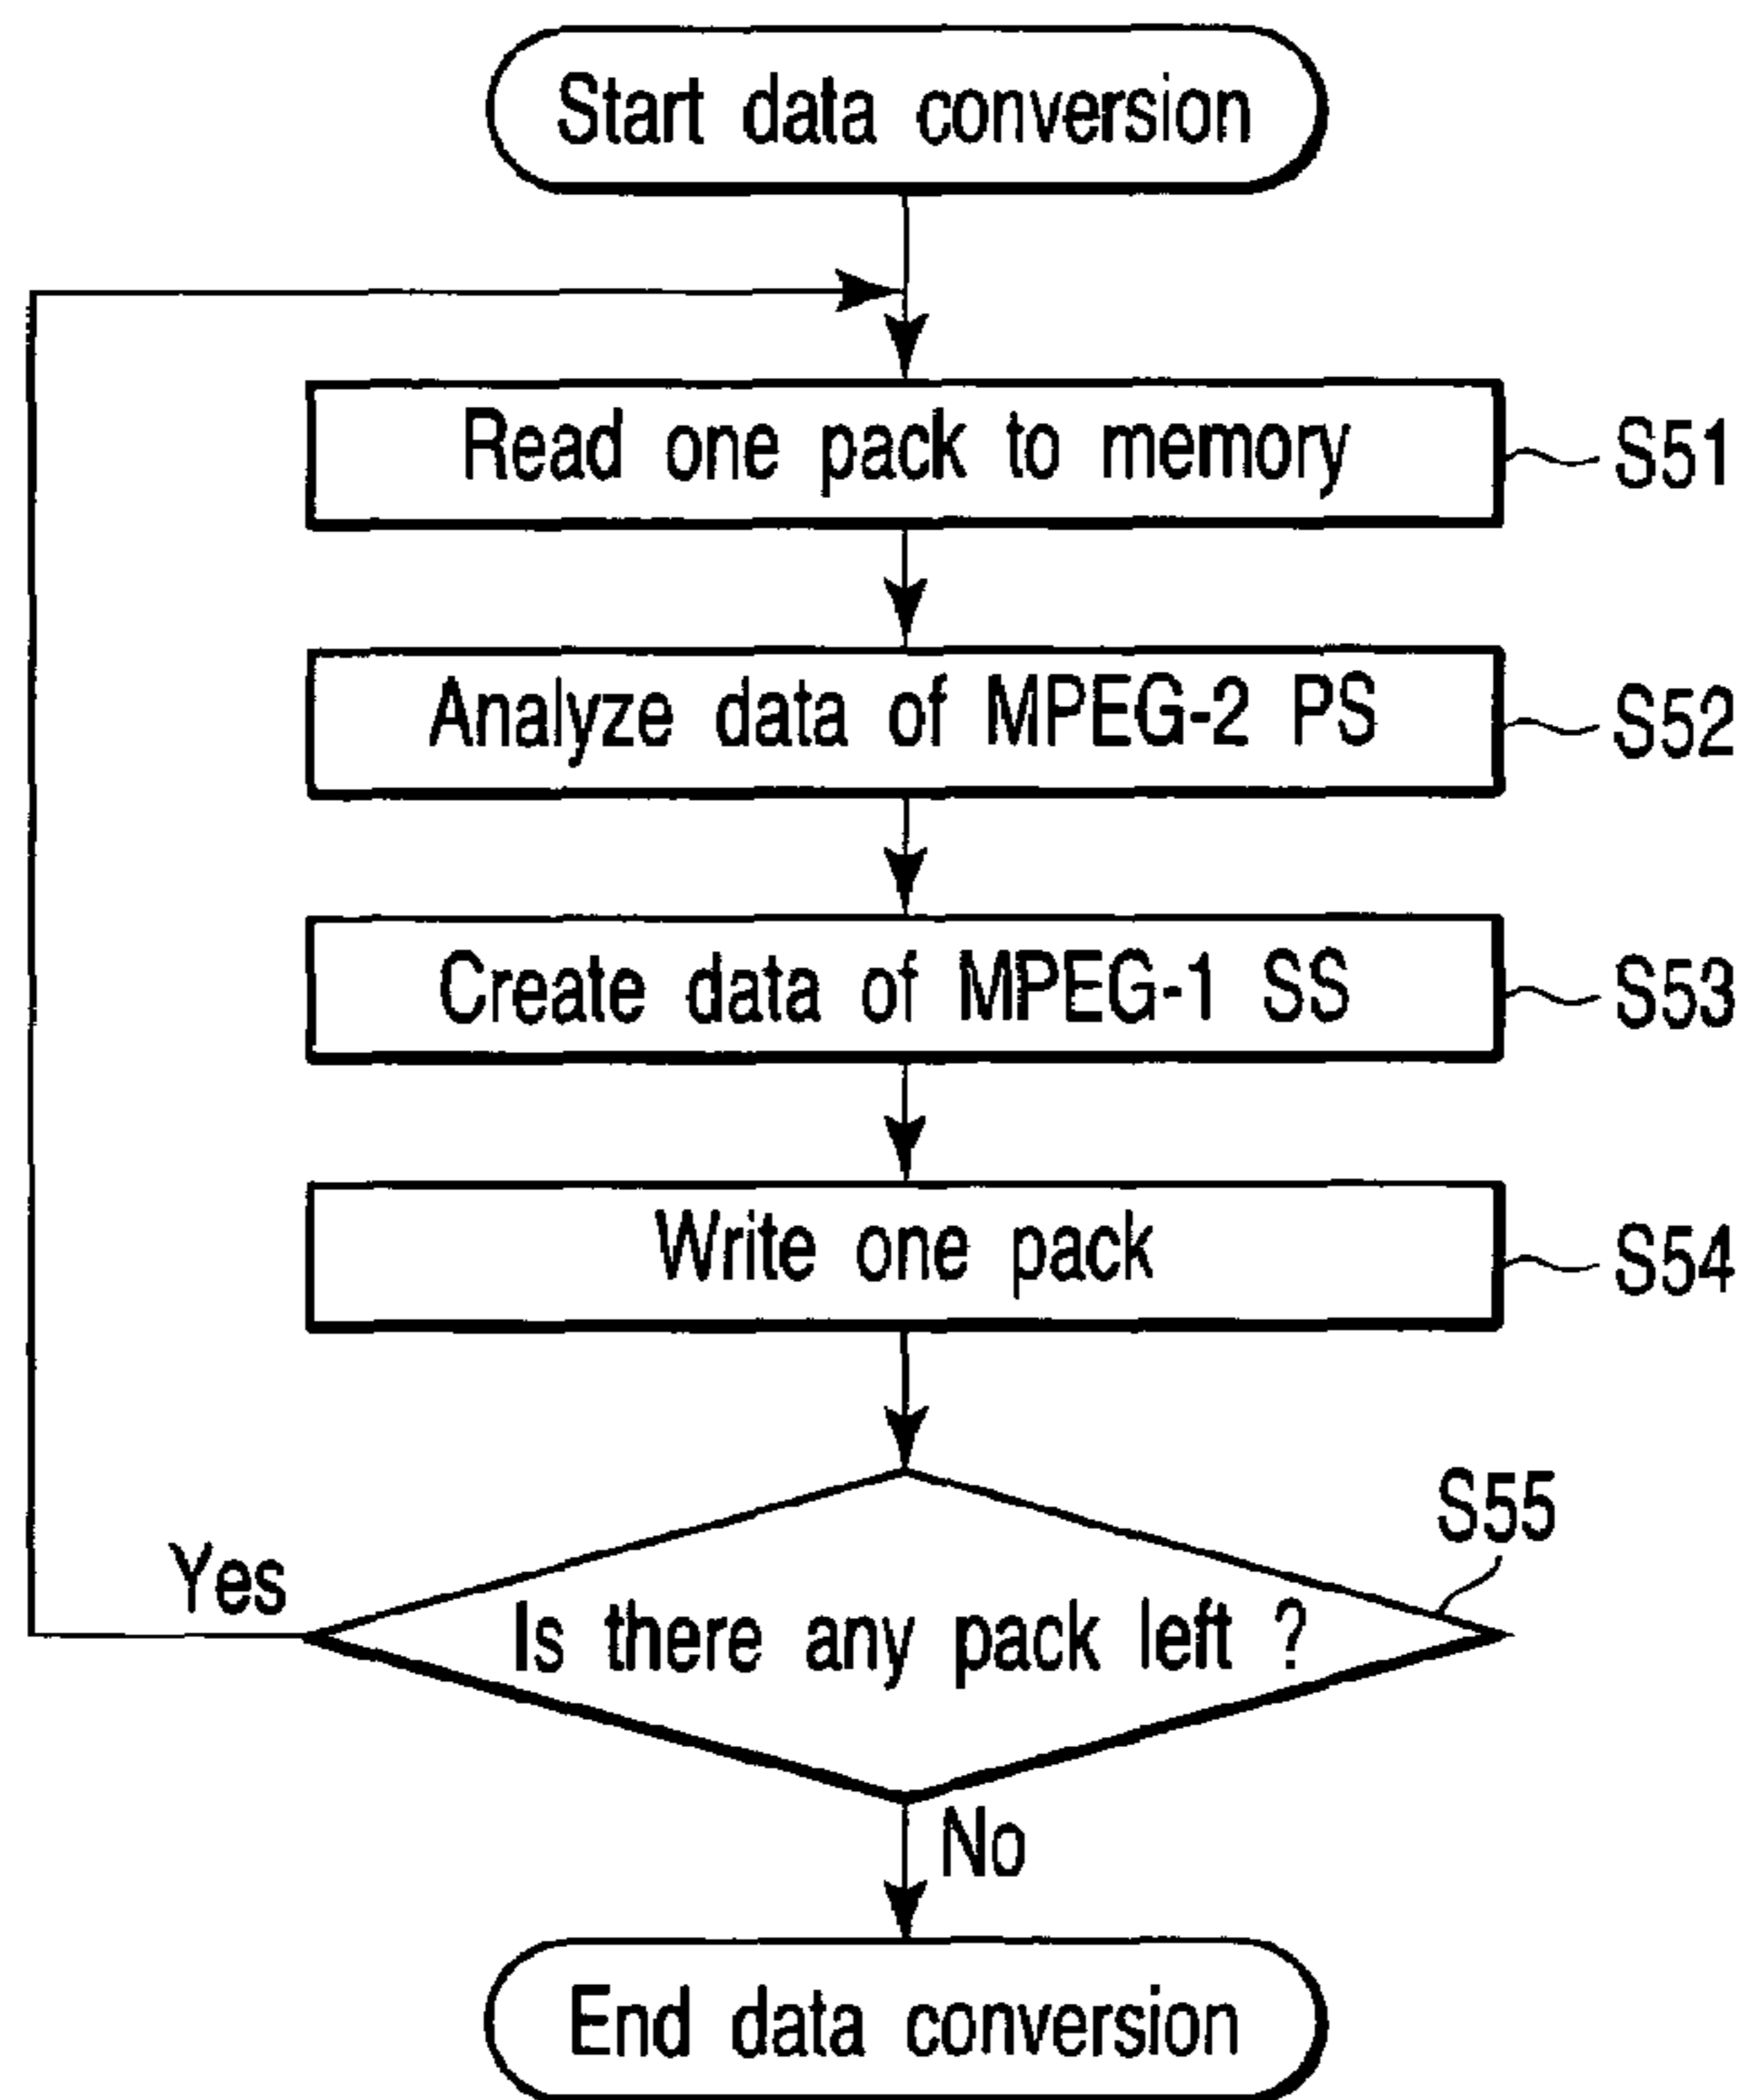 Start data conversion
Read one pack to memory
S51
Analyze data of MPEG-2 PS
S52
Create data of MPEG-1 SS
S53
Write one pack
S54
S55
Yes
Is there any pack left ?
No
End data conversion